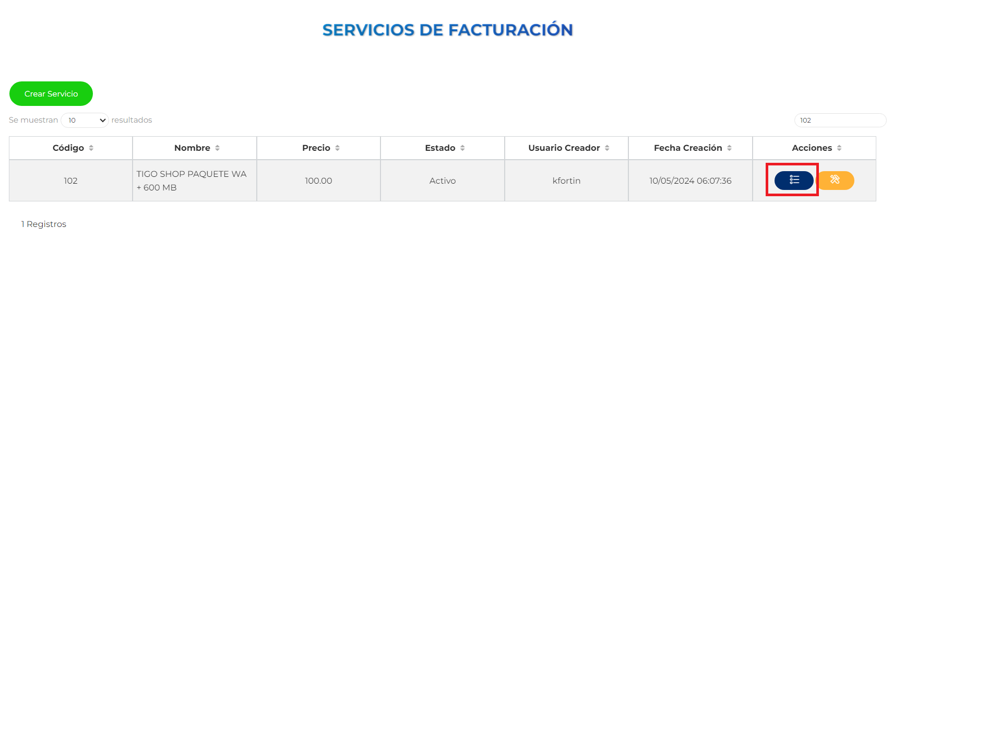 SERVICIOS DE FACTURACIÓN
Crear Servicio
Se muestran 10 resultados
102
Código Nombre Precio Estado Usuario Creador Fecha Creación Acciones
102 TIGO SHOP PAQUETE WA 100.00 Activo kfortin 10/05/2024 06:07:36
+ 600 MB
1 Registros